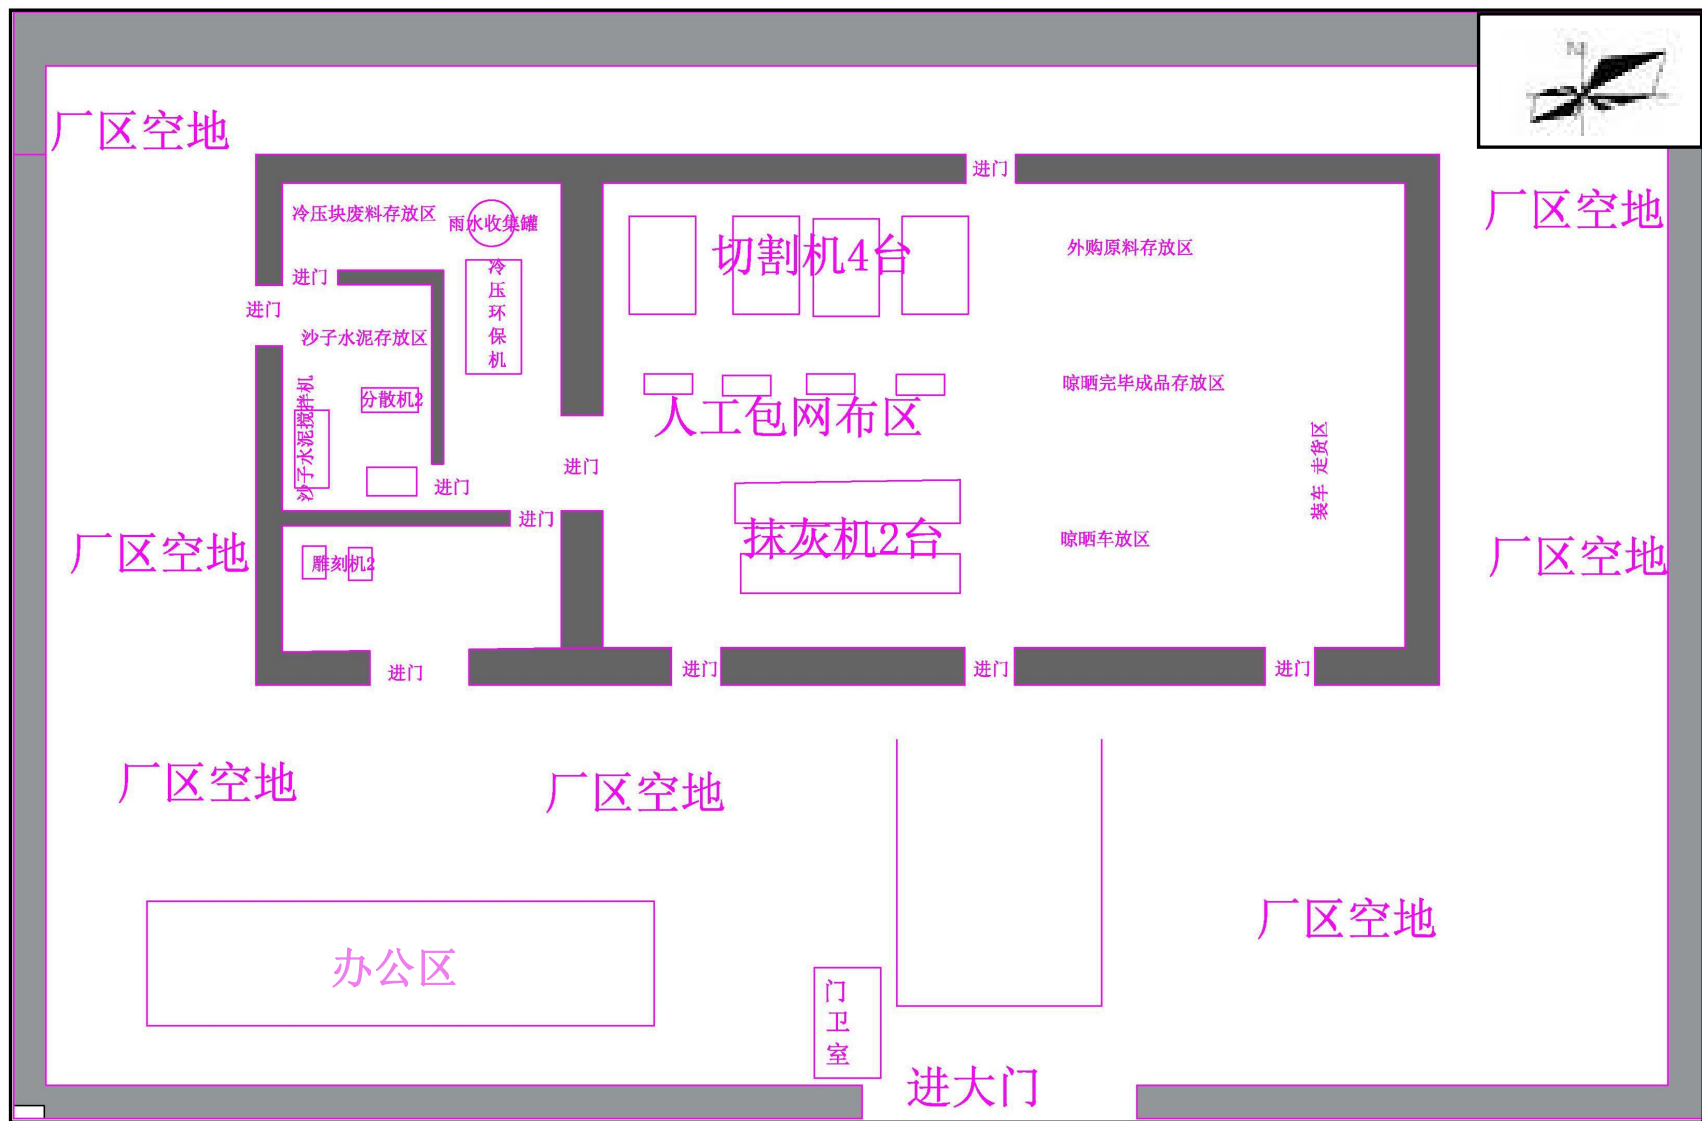 N
厂区空地
进门
冷压块废料存放区
雨水收集罐
厂区空地
切割机4台
外购原料存放区
进门
冷压环保机
进门
沙子水泥存放区
晾晒完毕成品存放区
沙子水泥搅拌机
分散机2
人工包网布区
装车 走货区
进门
进门
进门
抹灰机2台
晾晒车放区
厂区空地
厂区空地
雕刻机2
进门
进门
进门
进门
厂区空地
厂区空地
厂区空地
办公区
门卫室
进大门